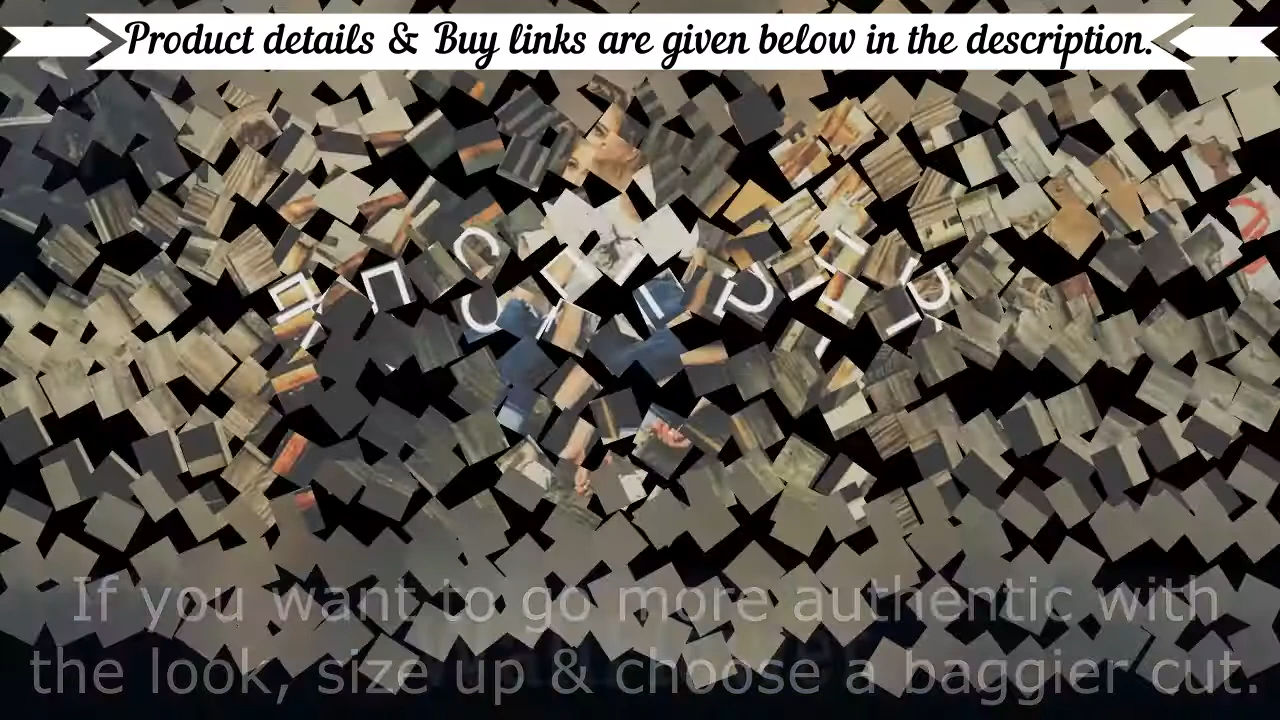 Product details & Buy links are given below in the description.
If you want to go more authentic with
the look, size up & choose a baggier cut.